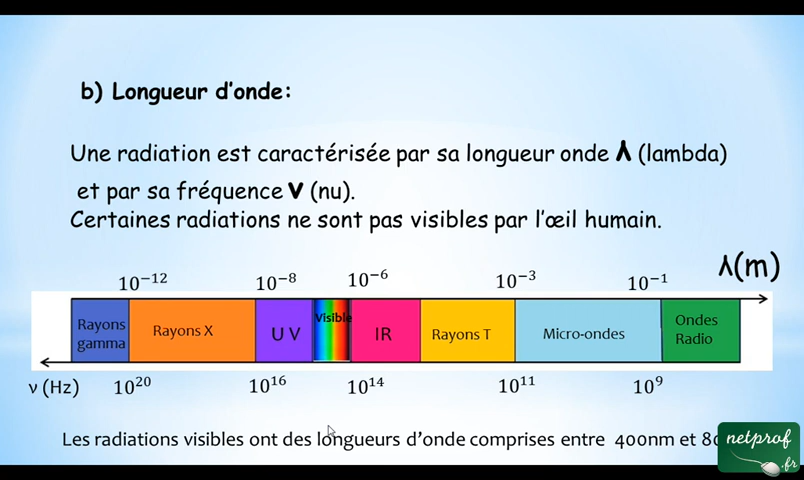 b) Longueur d'onde:
Une radiation est caractérisée par sa longueur onde λ (lambda)
et par sa fréquence ν (nu).
Certaines radiations ne sont pas visibles par l'œil humain.
λ(m)
10⁻¹² 10⁻⁸ 10⁻⁶ 10⁻³ 10⁻¹
Rayons gamma Rayons X U V Visible IR Rayons T Micro-ondes Ondes Radio
ν (Hz) 10²⁰ 10¹⁶ 10¹⁴ 10¹¹ 10⁹
Les radiations visibles ont des longueurs d'onde comprises entre 400nm et
netprof
.fr